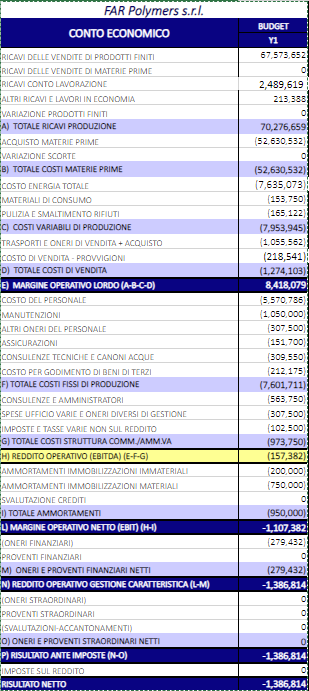 FAR Polymers s.r.l.
CONTO ECONOMICO BUDGET
Y1
RICAVI DELLE VENDITE DI PRODOTTI FINITI 67,573,652
RICAVI DELLE VENDITE DI MATERIE PRIME 0
RICAVI CONTO LAVORAZIONE 2,489,619
ALTRI RICAVI E LAVORI IN ECONOMIA 213,388
VARIAZIONE PRODOTTI FINITI 0
A) TOTALE RICAVI PRODUZIONE 70,276,659
ACQUISTO MATERIE PRIME (52,630,532)
VARIAZIONE SCORTE 0
B) TOTALE COSTI MATERIE PRIME (52,630,532)
COSTO ENERGIA TOTALE (7,635,073)
MATERIALI DI CONSUMO (153,750)
PULIZIA E SMALTIMENTO RIFIUTI (165,122)
C) COSTI VARIABILI DI PRODUZIONE (7,953,945)
TRASPORTI E ONERI DI VENDITA + ACQUISTO (1,055,562)
COSTO DI VENDITA - PROVVIGIONI (218,541)
D) TOTALE COSTI DI VENDITA (1,274,103)
E) MARGINE OPERATIVO LORDO (A-B-C-D) 8,418,079
COSTO DEL PERSONALE (5,570,786)
MANUTENZIONI (1,050,000)
ALTRI ONERI DEL PERSONALE (307,500)
ASSICURAZIONI (151,700)
CONSULENZE TECNICHE E CANONI ACQUE (309,550)
COSTO PER GODIMENTO DI BENI DI TERZI (212,175)
F) TOTALE COSTI FISSI DI PRODUZIONE (7,601,711)
CONSULENZE E AMMINISTRATORI (563,750)
SPESE UFFICIO VARIE E ONERI DIVERSI DI GESTIONE (307,500)
IMPOSTE E TASSE VARIE NON SUL REDDITO (102,500)
G) TOTALE COSTI STRUTTURA COMM./AMM.VA (973,750)
H) REDDITO OPERATIVO (EBITDA) (E-F-G) (157,382)
AMMORTAMENTI IMMOBILIZZAZIONI IMMATERIALI (200,000)
AMMORTAMENTI IMMOBILIZZAZIONI MATERIALI (750,000)
SVALUTAZIONE CREDITI 0
I) TOTALE AMMORTAMENTI (950,000)
L) MARGINE OPERATIVO NETTO (EBIT) (H-I) -1,107,382
(ONERI FINANZIARI) (279,432)
PROVENTI FINANZIARI 0
M) ONERI E PROVENTI FINANZIARI NETTI (279,432)
N) REDDITO OPERATIVO GESTIONE CARATTERISTICA (L-M) -1,386,814
(ONERI STRAORDINARI) 0
PROVENTI STRAORDINARI 0
(SVALUTAZIONI-ACCANTONAMENTI) 0
O) ONERI E PROVENTI STRAORDINARI NETTI 0
P) RISULTATO ANTE IMPOSTE (N-O) -1,386,814
IMPOSTE SUL REDDITO 0
RISULTATO NETTO -1,386,814